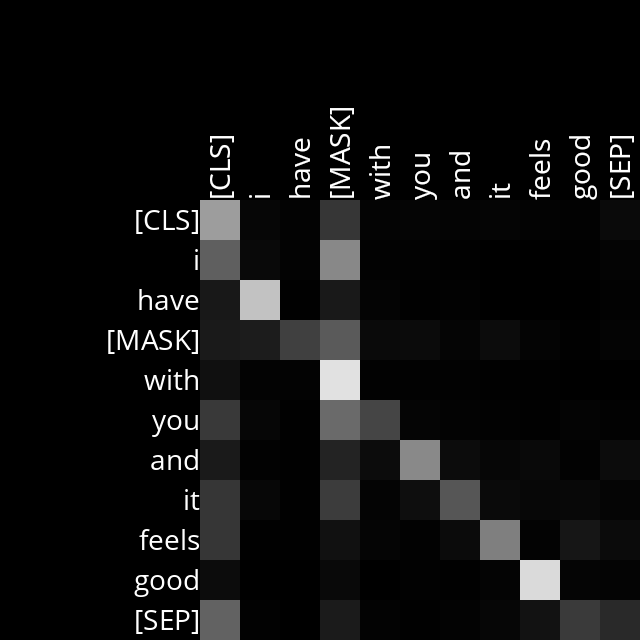 [CLS] i have [MASK] with you and it feels good [SEP]
[CLS]
i
have
[MASK]
with
you
and
it
feels
good
[SEP]